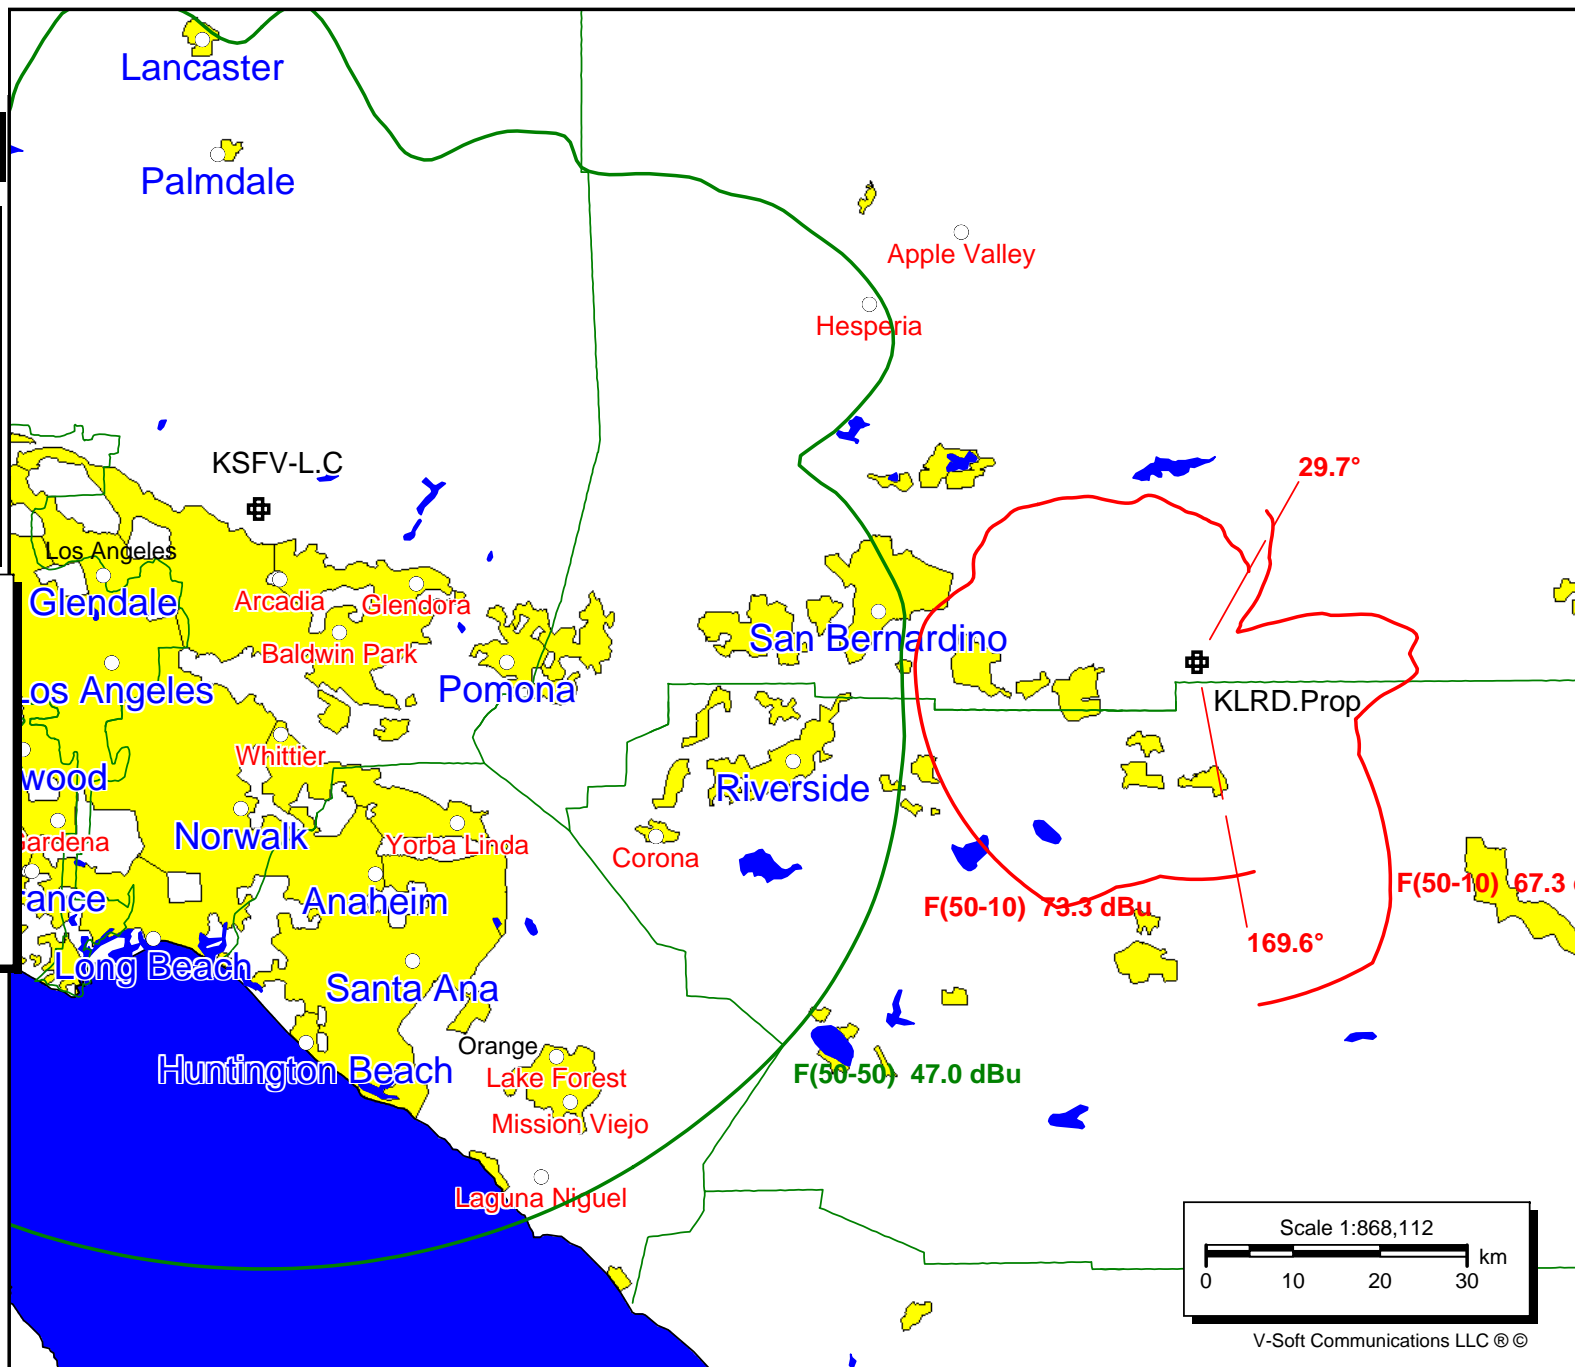 Lancaster
Palmdale
Apple Valley
Hesperia
KSFV-L.C
29.7°
Los Angeles
Glendale
Arcadia
Glendora
San Bernardino
Baldwin Park
Los Angeles
Pomona
KLRD.Prop
Whittier
wood
Riverside
Norwalk
Gardena
Yorba Linda
Corona
rance
Anaheim
F(50-10) 73.3 dBu
F(50-10) 67.3
169.6°
Long Beach
Santa Ana
Orange
Huntington Beach
Lake Forest
F(50-50) 47.0 dBu
Mission Viejo
Laguna Niguel
Scale 1:868,112
km
0 10 20 30
V-Soft Communications LLC ® ©